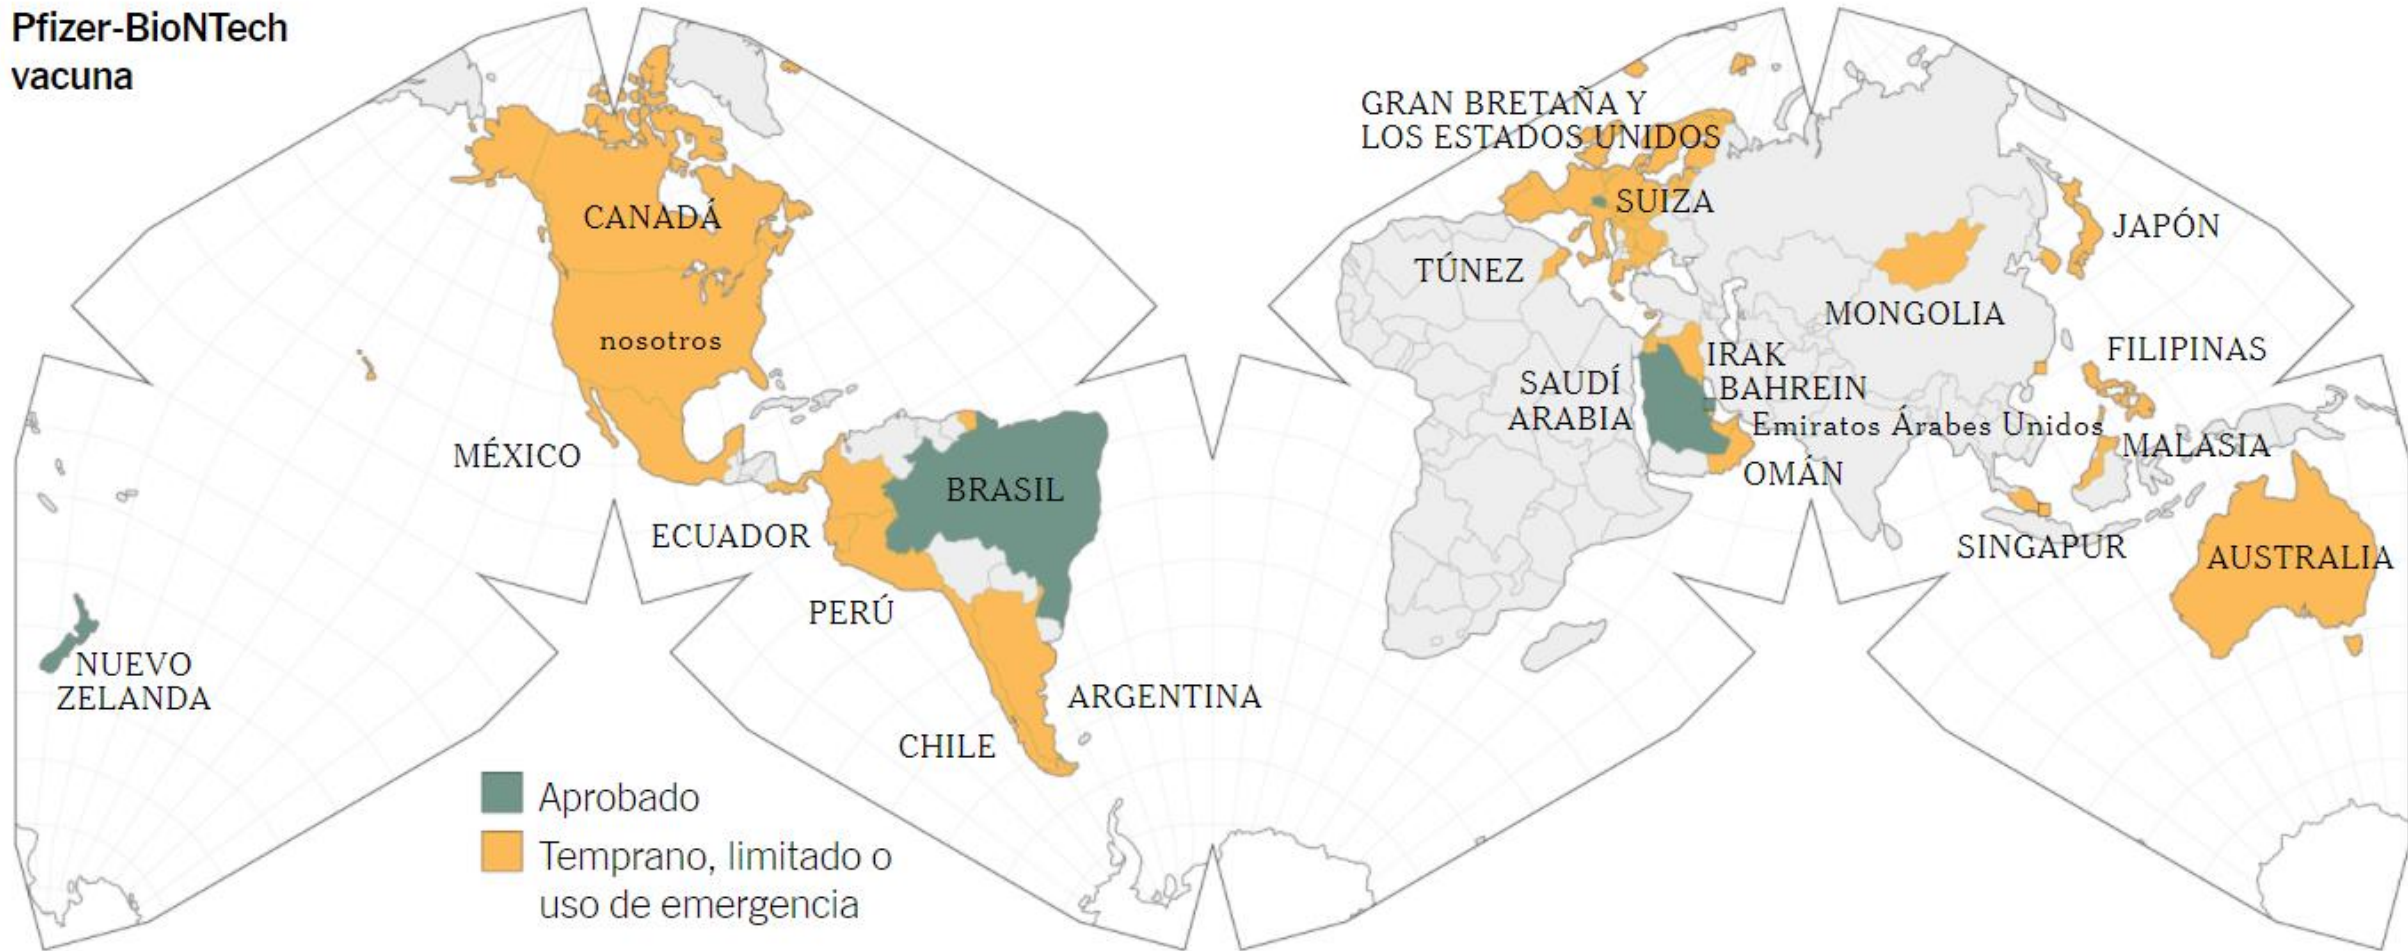 Pfizer-BioNTech
vacuna
GRAN BRETAÑA Y
LOS ESTADOS UNIDOS
CANADÁ
SUIZA
JAPÓN
TÚNEZ
MONGOLIA
nosotros
IRAK
FILIPINAS
SAUDÍ
ARABIA
BAHREIN
Emiratos Árabes Unidos
MÉXICO
MALASIA
OMÁN
BRASIL
ECUADOR
SINGAPUR
AUSTRALIA
PERÚ
NUEVO
ZELANDA
ARGENTINA
CHILE
Aprobado
Temprano, limitado o
uso de emergencia